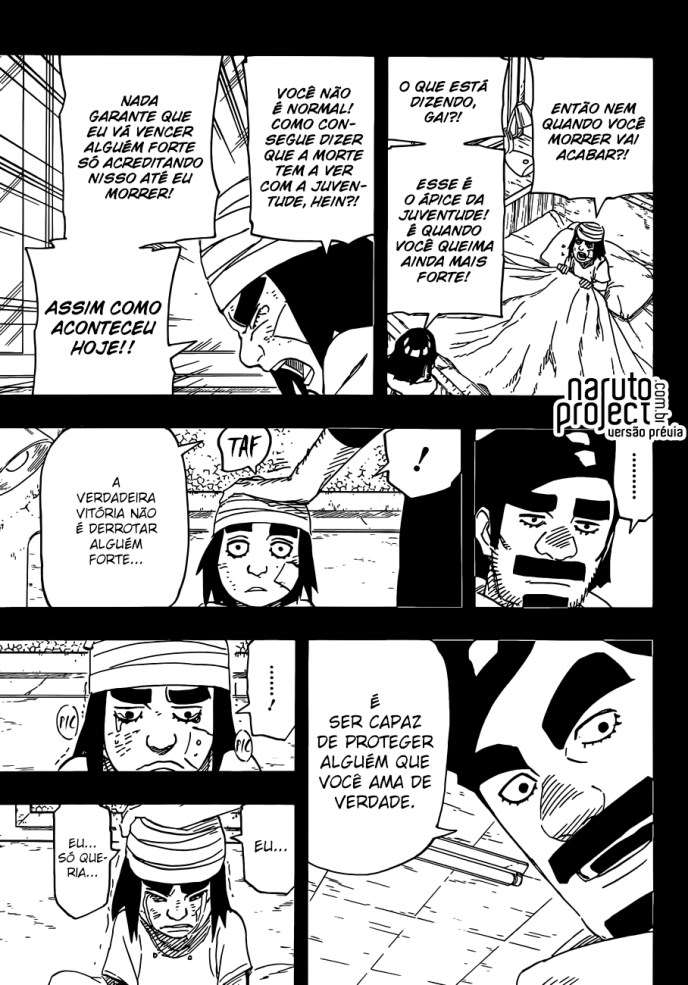 ENTÃO NEM
QUANDO VOCÊ
MORRER VAI
ACABAR?!
O QUE ESTÁ
DIZENDO,
GAI?!
ESSE É
O ÁPICE DA
JUVENTUDE!
É QUANDO
VOCÊ QUEIMA
AINDA MAIS
FORTE!
VOCÊ NÃO
É NORMAL!
COMO CON-
SEGUE DIZER
QUE A MORTE
TEM A VER
COM A JUVEN-
TUDE, HEIN?!
NADA
GARANTE QUE
EU VÁ VENCER
ALGUÉM FORTE
SÓ ACREDITANDO
NISSO ATÉ EU
MORRER!
ASSIM COMO
ACONTECEU
HOJE!!
naruto
project
.com.br
versão prévia
........
!
TAF
A
VERDADEIRA
VITÓRIA NÃO
É DERROTAR
ALGUÉM
FORTE...
É
SER CAPAZ
DE PROTEGER
ALGUÉM QUE
VOCÊ AMA DE
VERDADE.
.....!
PIC
PIC
EU...
EU...
SÓ QUE-
RIA...